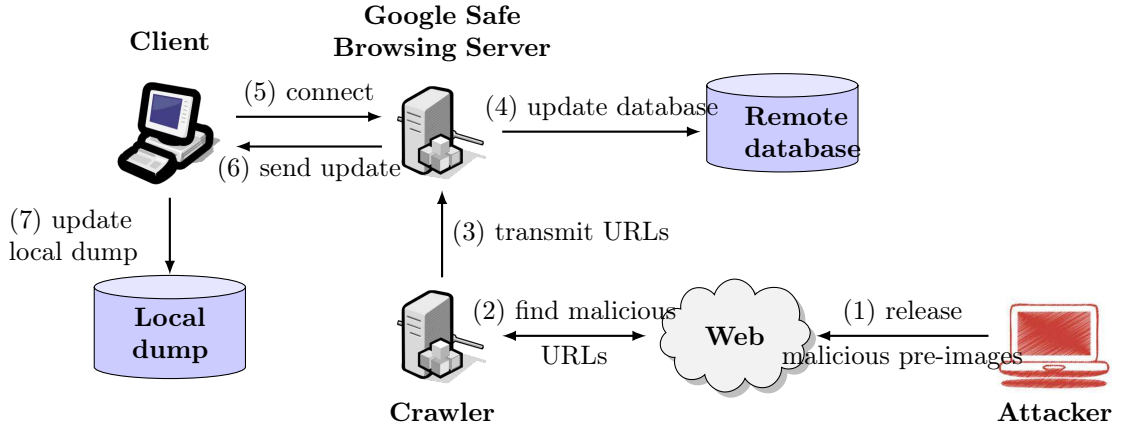 Client
Google Safe
Browsing Server
(5) connect
(6) send update
(4) update database
Remote
database
(7) update
local dump
(3) transmit URLs
Local
dump
(2) find malicious
URLs
Web
(1) release
malicious pre-images
Crawler
Attacker